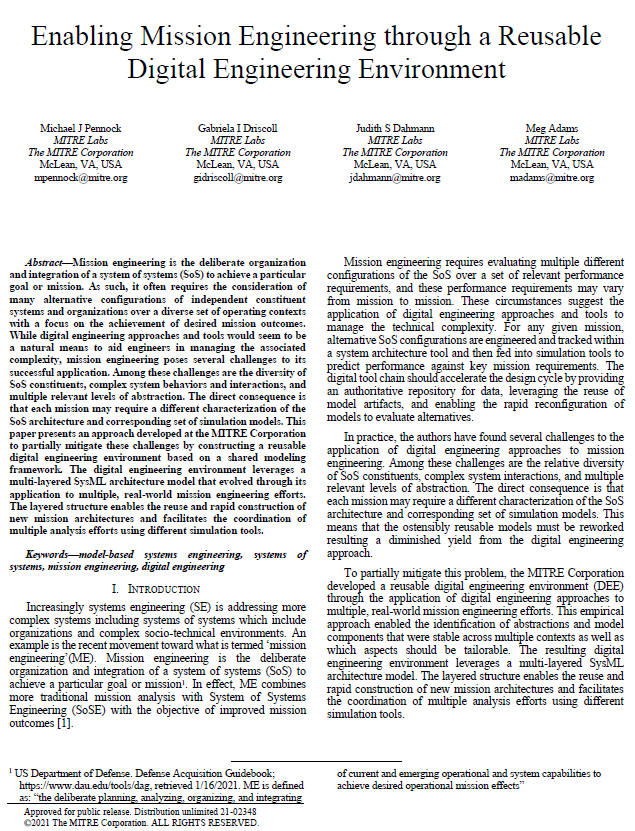 Enabling Mission Engineering through a Reusable
Digital Engineering Environment
Michael J Pennock
MITRE Labs
The MITRE Corporation
McLean, VA, USA
mpennock@mitre.org
Gabriela I Driscoll
MITRE Labs
The MITRE Corporation
McLean, VA, USA
gidriscoll@mitre.org
Judith S Dahmann
MITRE Labs
The MITRE Corporation
McLean, VA, USA
jdahmann@mitre.org
Meg Adams
MITRE Labs
The MITRE Corporation
McLean, VA, USA
madams@mitre.org
Abstract—Mission engineering is the deliberate organization
and integration of a system of systems (SoS) to achieve a particular
goal or mission. As such, it often requires the consideration of
many alternative configurations of independent constituent
systems and organizations over a diverse set of operating contexts
with a focus on the achievement of desired mission outcomes.
While digital engineering approaches and tools would seem to be
a natural means to aid engineers in managing the associated
complexity, mission engineering poses several challenges to its
successful application. Among these challenges are the diversity of
SoS constituents, complex system behaviors and interactions, and
multiple relevant levels of abstraction. The direct consequence is
that each mission may require a different characterization of the
SoS architecture and corresponding set of simulation models. This
paper presents an approach developed at the MITRE Corporation
to partially mitigate these challenges by constructing a reusable
digital engineering environment based on a shared modeling
framework. The digital engineering environment leverages a
multi-layered SysML architecture model that evolved through its
application to multiple, real-world mission engineering efforts.
The layered structure enables the reuse and rapid construction of
new mission architectures and facilitates the coordination of
multiple analysis efforts using different simulation tools.
Keywords—model-based systems engineering, systems of
systems, mission engineering, digital engineering
I. INTRODUCTION
Increasingly systems engineering (SE) is addressing more
complex systems including systems of systems which include
organizations and complex socio-technical environments. An
example is the recent movement toward what is termed ‘mission
engineering’(ME). Mission engineering is the deliberate
organization and integration of a system of systems (SoS) to
achieve a particular goal or mission¹. In effect, ME combines
more traditional mission analysis with System of Systems
Engineering (SoSE) with the objective of improved mission
outcomes [1].
Mission engineering requires evaluating multiple different
configurations of the SoS over a set of relevant performance
requirements, and these performance requirements may vary
from mission to mission. These circumstances suggest the
application of digital engineering approaches and tools to
manage the technical complexity. For any given mission,
alternative SoS configurations are engineered and tracked within
a system architecture tool and then fed into simulation tools to
predict performance against key mission requirements. The
digital tool chain should accelerate the design cycle by providing
an authoritative repository for data, leveraging the reuse of
model artifacts, and enabling the rapid reconfiguration of
models to evaluate alternatives.
In practice, the authors have found several challenges to the
application of digital engineering approaches to mission
engineering. Among these challenges are the relative diversity
of SoS constituents, complex system interactions, and multiple
relevant levels of abstraction. The direct consequence is that
each mission may require a different characterization of the SoS
architecture and corresponding set of simulation models. This
means that the ostensibly reusable models must be reworked
resulting a diminished yield from the digital engineering
approach.
To partially mitigate this problem, the MITRE Corporation
developed a reusable digital engineering environment (DEE)
through the application of digital engineering approaches to
multiple, real-world mission engineering efforts. This empirical
approach enabled the identification of abstractions and model
components that were stable across multiple contexts as well as
which aspects should be tailorable. The resulting digital
engineering environment leverages a multi-layered SysML
architecture model. The layered structure enables the reuse and
rapid construction of new mission architectures and facilitates
the coordination of multiple analysis efforts using different
simulation tools.
¹ US Department of Defense. Defense Acquisition Guidebook;
https://www.dau.edu/tools/dag, retrieved 1/16/2021. ME is defined
as: “the deliberate planning, analyzing, organizing, and integrating
of current and emerging operational and system capabilities to
achieve desired operational mission effects”
Approved for public release. Distribution unlimited 21-02348
©2021 The MITRE Corporation. ALL RIGHTS RESERVED.